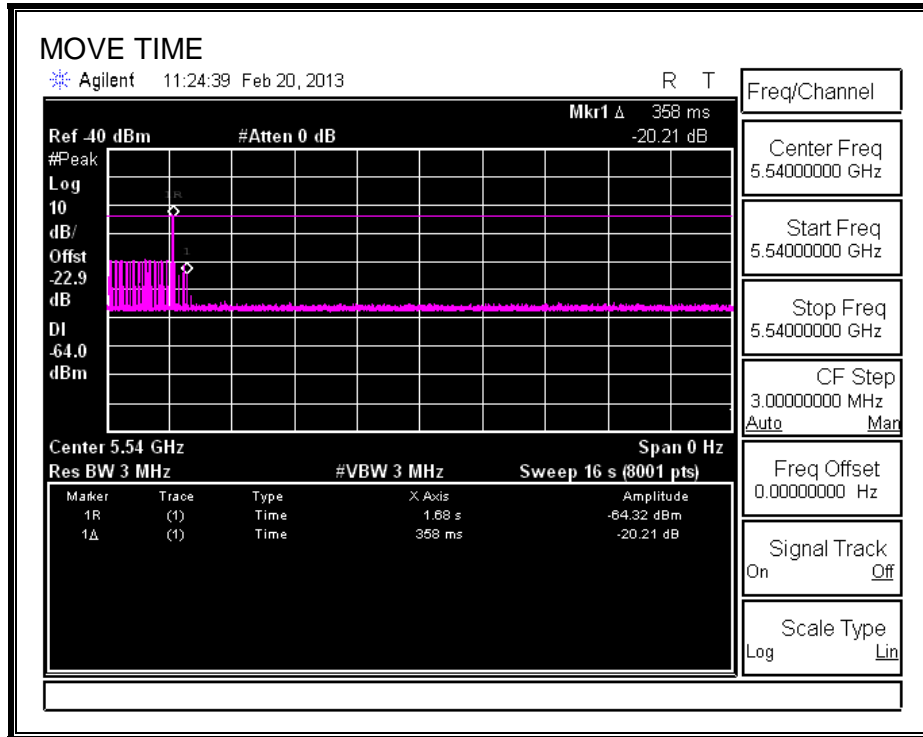 MOVE TIME
Agilent 11:24:39 Feb 20, 2013 R T
Mkr1 Δ 358 ms
Ref -40 dBm #Atten 0 dB -20.21 dB
#Peak
Log
10
dB/
Offst
-22.9
dB
DI
-64.0
dBm
1R
1
Center 5.54 GHz Span 0 Hz
Res BW 3 MHz #VBW 3 MHz Sweep 16 s (8001 pts)
Marker Trace Type X Axis Amplitude
1R (1) Time 1.68 s -64.32 dBm
1Δ (1) Time 358 ms -20.21 dB
Freq/Channel
Center Freq
5.54000000 GHz
Start Freq
5.54000000 GHz
Stop Freq
5.54000000 GHz
CF Step
3.00000000 MHz
Auto Man
Freq Offset
0.00000000 Hz
Signal Track
On Off
Scale Type
Log Lin